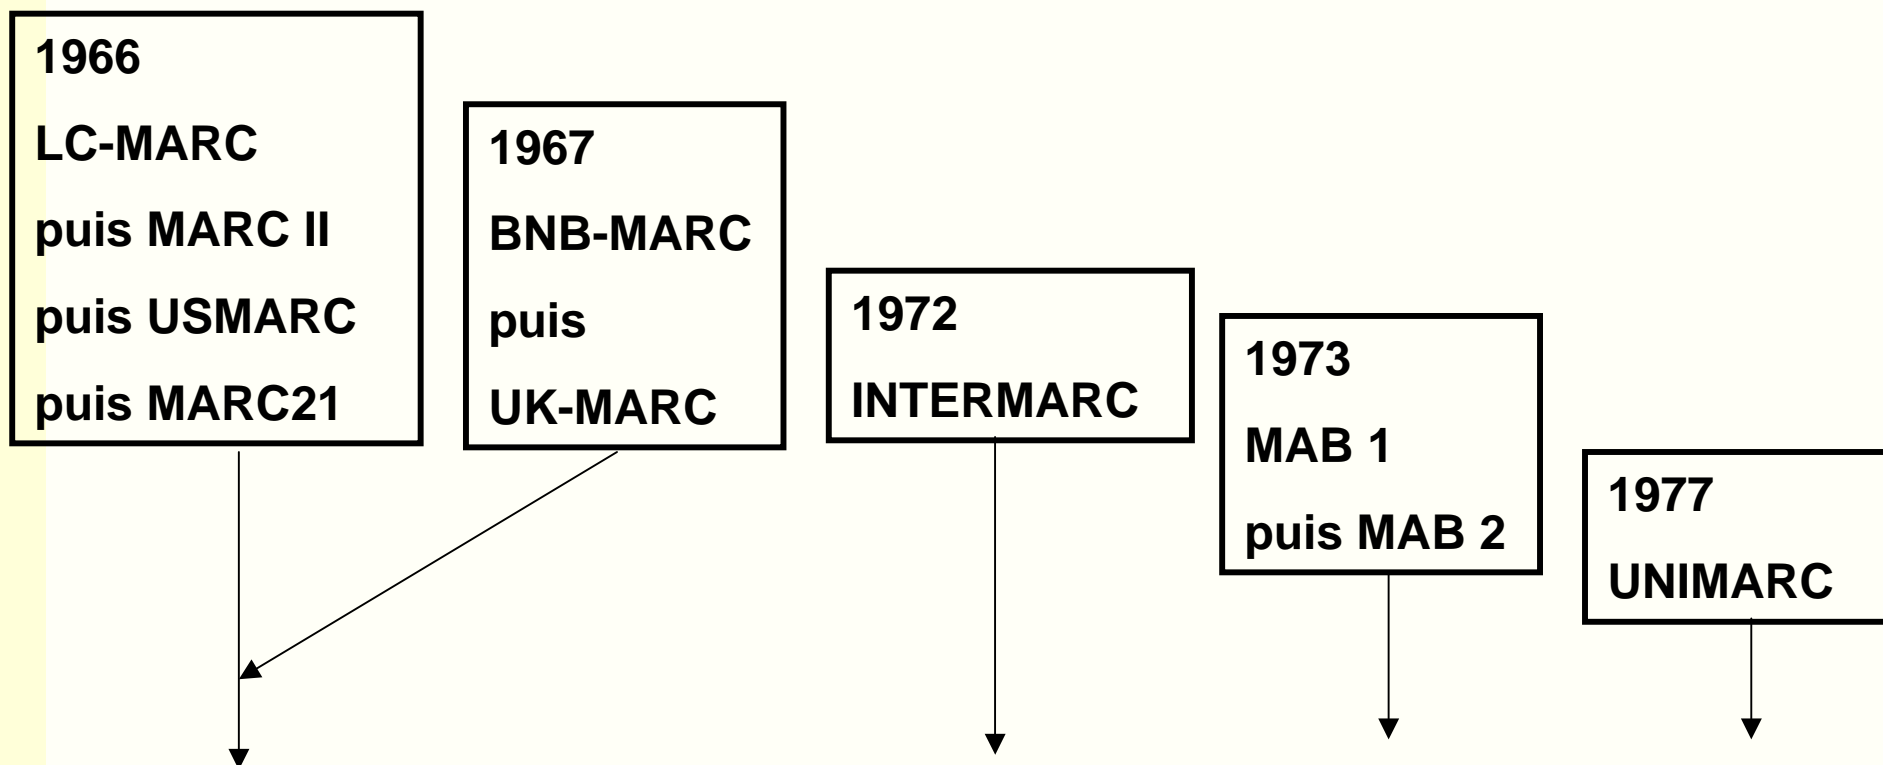 1966
LC-MARC
puis MARC II
puis USMARC
puis MARC21
1967
BNB-MARC
puis
UK-MARC
1972
INTERMARC
1973
MAB 1
puis MAB 2
1977
UNIMARC